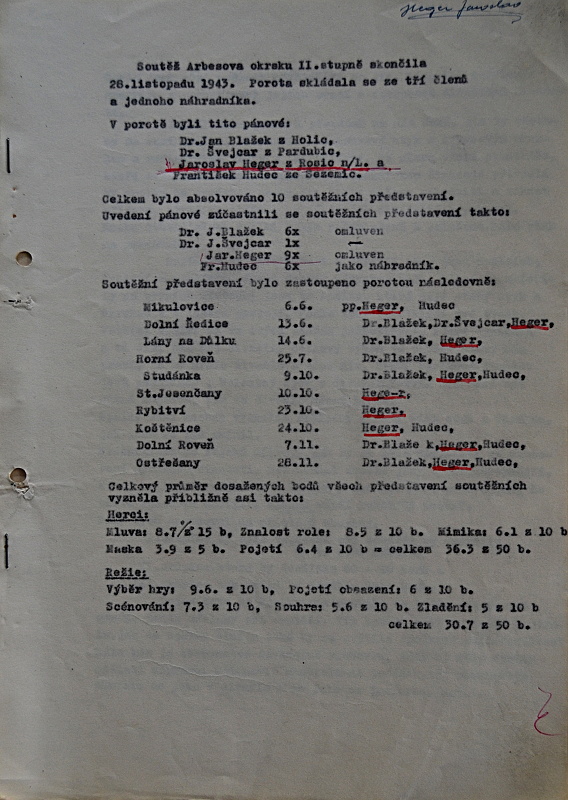 Heger Jaroslav
Soutěž Arbesova okrsku II.stupně skončila
28.listopadu 1943. Porota skládala se ze tří členů
a jednoho náhradníka.
V porotě byli tito pánové:
Dr.Jan Blažek z Holic,
Dr. Švejcar z Pardubic,
Jaroslav Heger z Rosic n/L. a
František Hudec ze Sezemic.
Celkem bylo absolvováno 10 soutěžních představení.
Uvedení pánové zúčastnili se soutěžních představení takto:
Dr. J.Blažek 6x omluven
Dr. J.Švejcar 1x —
Jar.Heger 9x omluven
Fr.Hudec 6x jako náhradník.
Soutěžní představení bylo zastoupeno porotou následovně:
Mikulovice 6.6. pp.Heger, Hudec
Dolní Ředice 13.6. Dr.Blažek,Dr.Švejcar,Heger,
Lány na Důlku 14.6. Dr.Blažek, Heger,
Horní Roveň 25.7. Dr.Blažek, Hudec,
Studánka 9.10. Dr.Blažek, Heger,Hudec,
St.Jesenčany 10.10. Hege-r,
Rybitví 23.10. Heger,
Koštěnice 24.10. Heger, Hudec,
Dolní Roveň 7.11. Dr.Blaže k,Heger,Hudec,
Ostřešany 28.11. Dr.Blažek,Heger,Hudec,
Celkový průměr dosažených bodů všech představení soutěžních
vyzněla přibližně asi takto:
Herci:
Mluva: 8.7 z 15 b, Znalost role: 8.5 z 10 b. Mimika: 6.1 z 10 b
Maska 3.9 z 5 b. Pojetí 6.4 z 10 b = celkem 36.3 z 50 b.
Režie:
Výběr hry: 9.6. z 10 b, Pojetí obsazení: 6 z 10 b.
Scénování: 7.3 z 10 b, Souhra: 5.6 z 10 b. Zladění: 5 z 10 b
celkem 30.7 z 50 b.